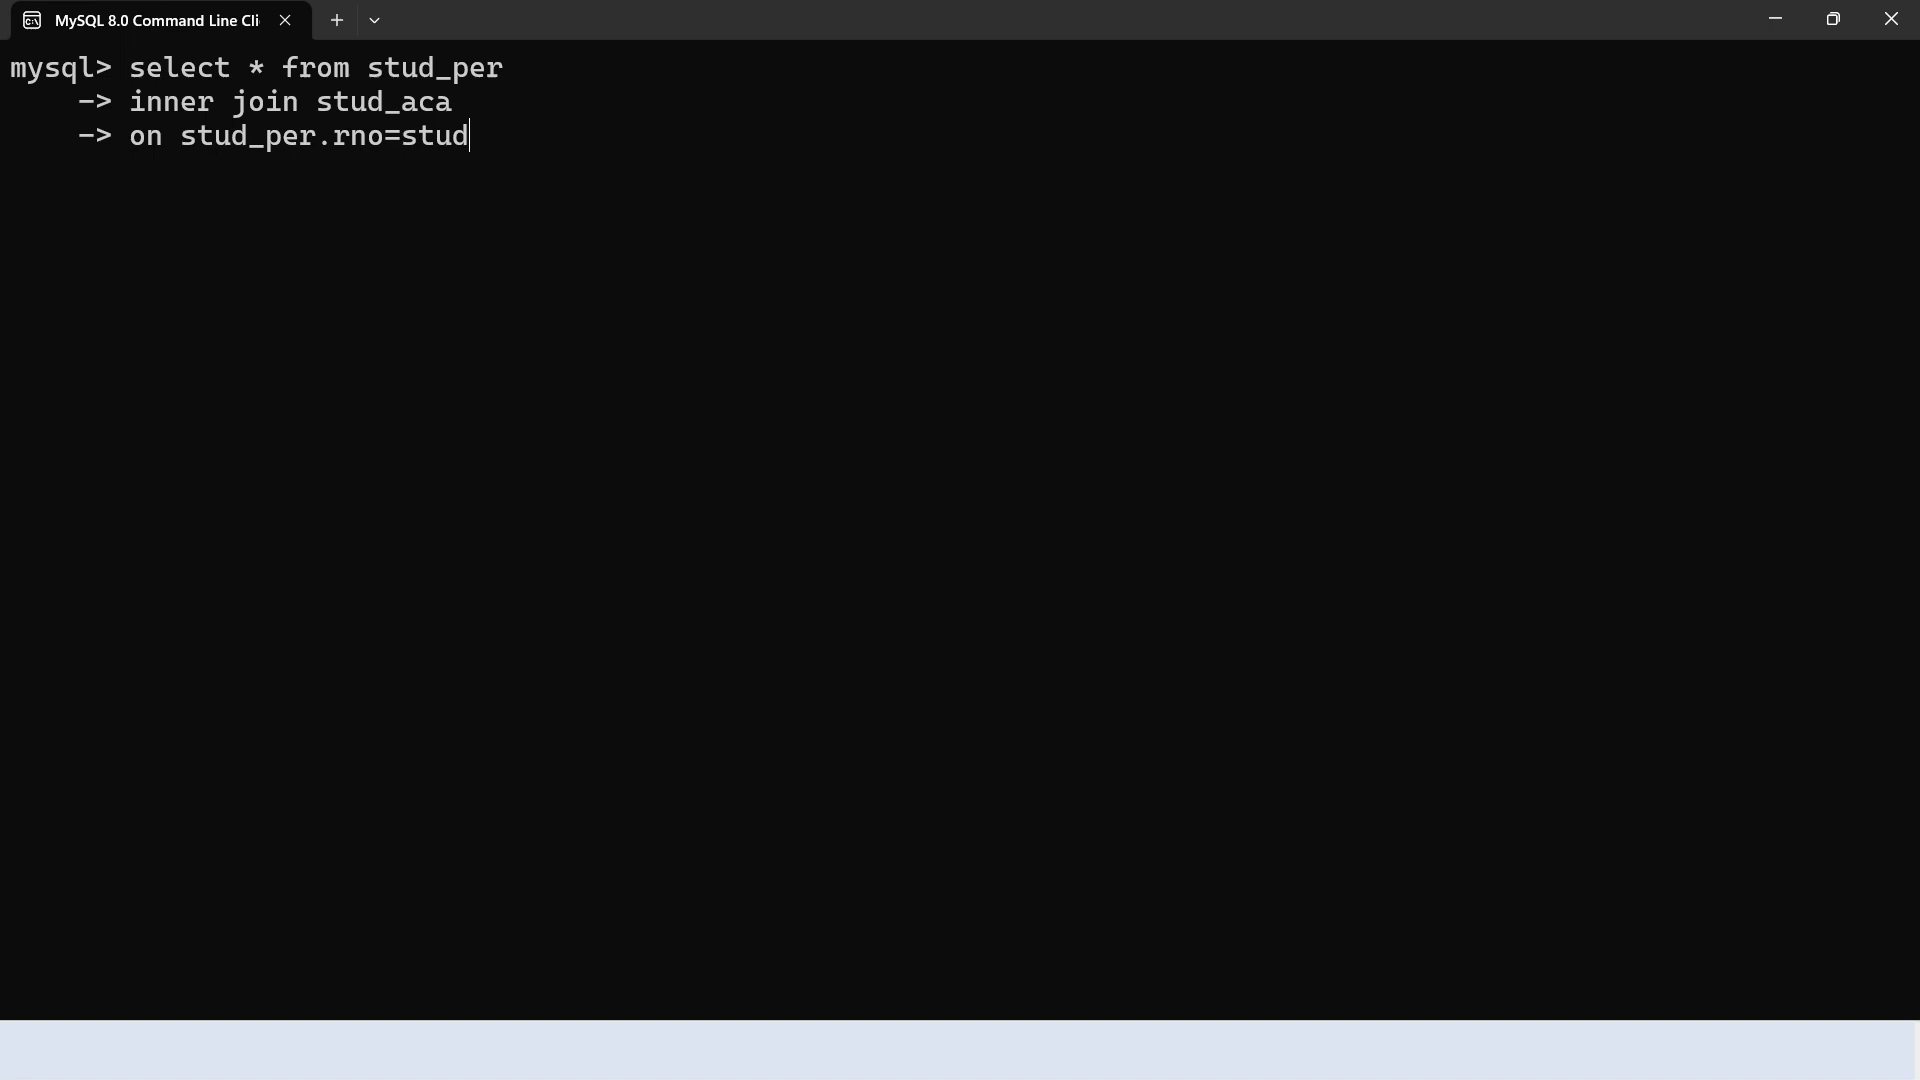 MySQL 8.0 Command Line Cli
mysql> select * from stud_per
-> inner join stud_aca
-> on stud_per.rno=stud